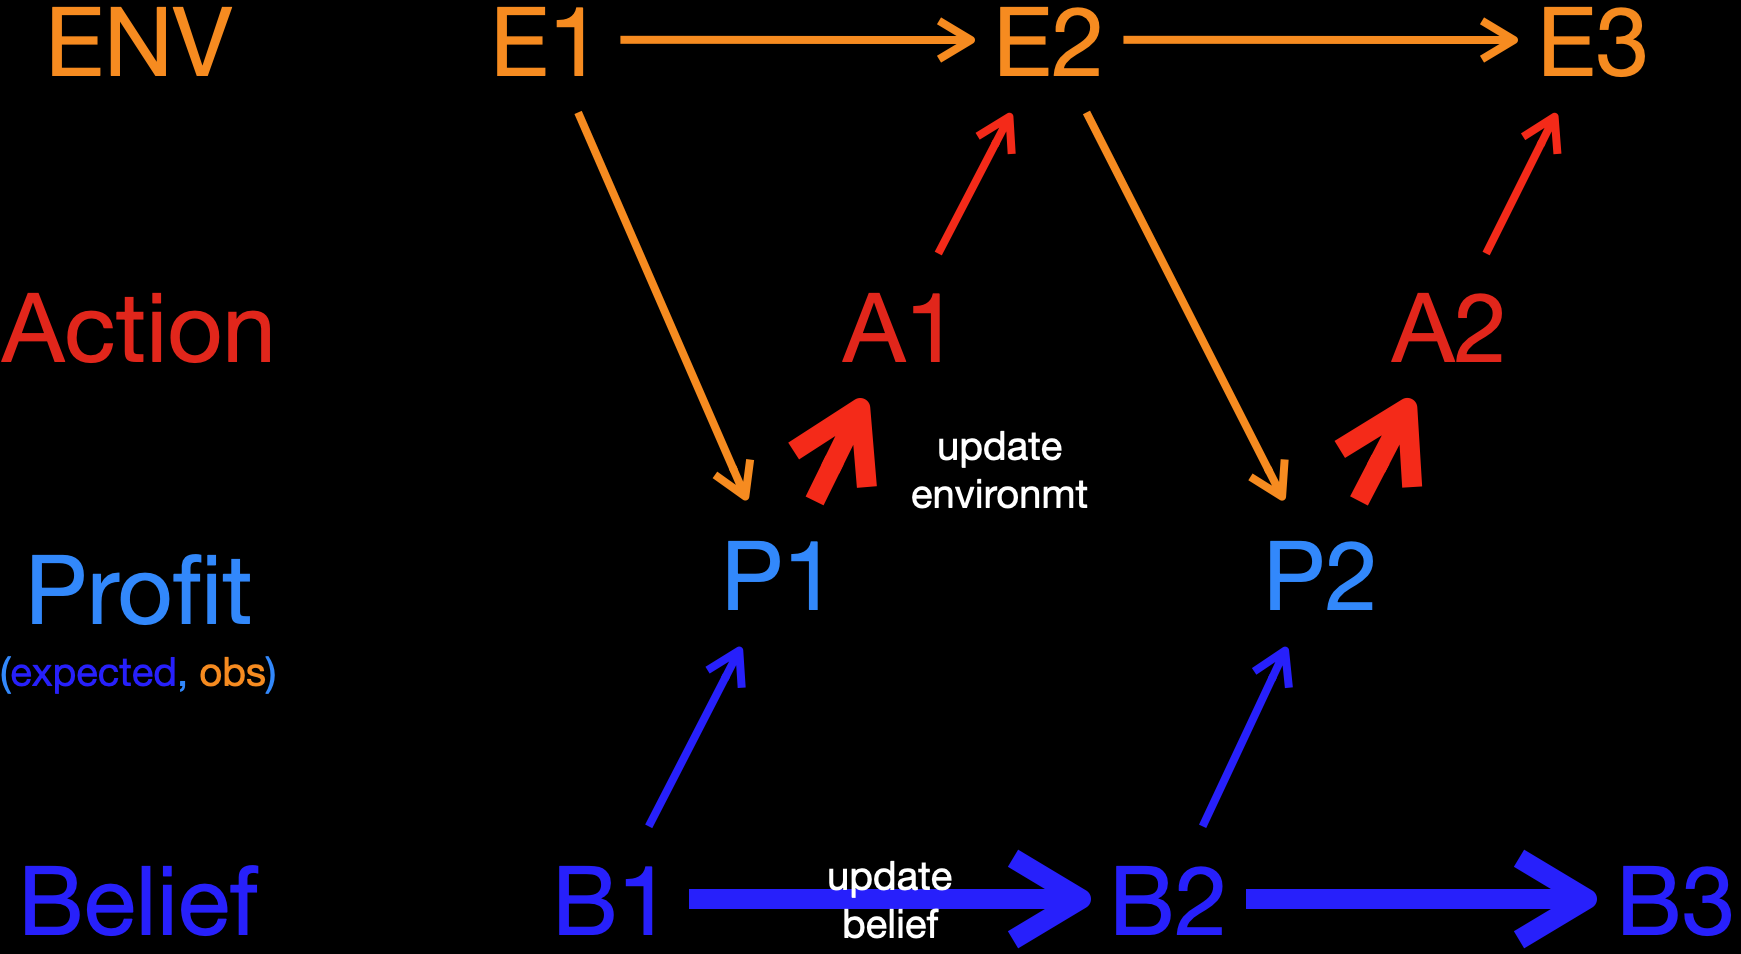 ENV E1 E2 E3
Action A1 A2
update
environmt
Profit P1 P2
(expected, obs)
Belief B1 B2 B3
update
belief